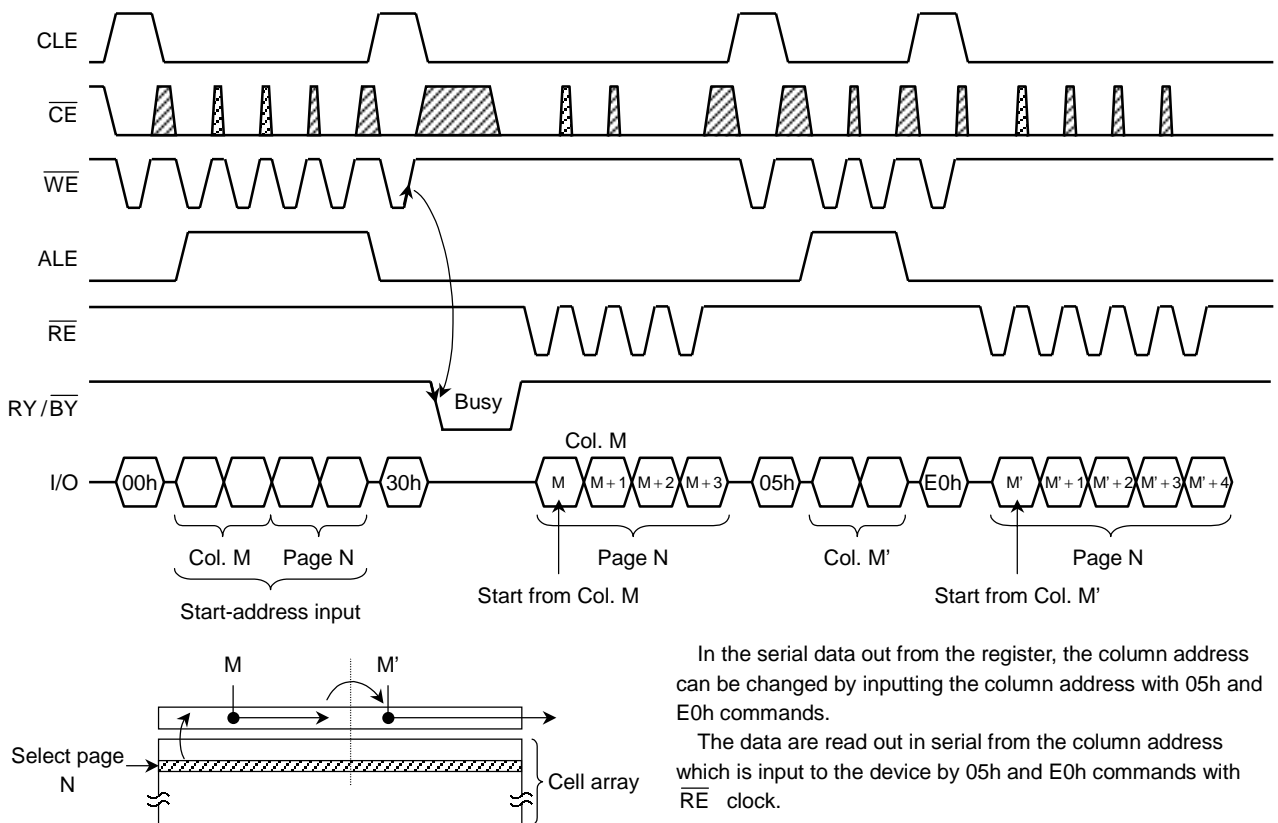 CLE
CE
WE
ALE
RE
RY / BY
Busy
Col. M
I/O
00h
30h
M
M + 1
M + 2
M + 3
05h
E0h
M'
M' + 1
M' + 2
M' + 3
M' + 4
Col. M
Page N
Page N
Col. M'
Page N
Start-address input
Start from Col. M
Start from Col. M'
M
M'
Select page
N
Cell array
In the serial data out from the register, the column address
can be changed by inputting the column address with 05h and
E0h commands.
The data are read out in serial from the column address
which is input to the device by 05h and E0h commands with
RE clock.